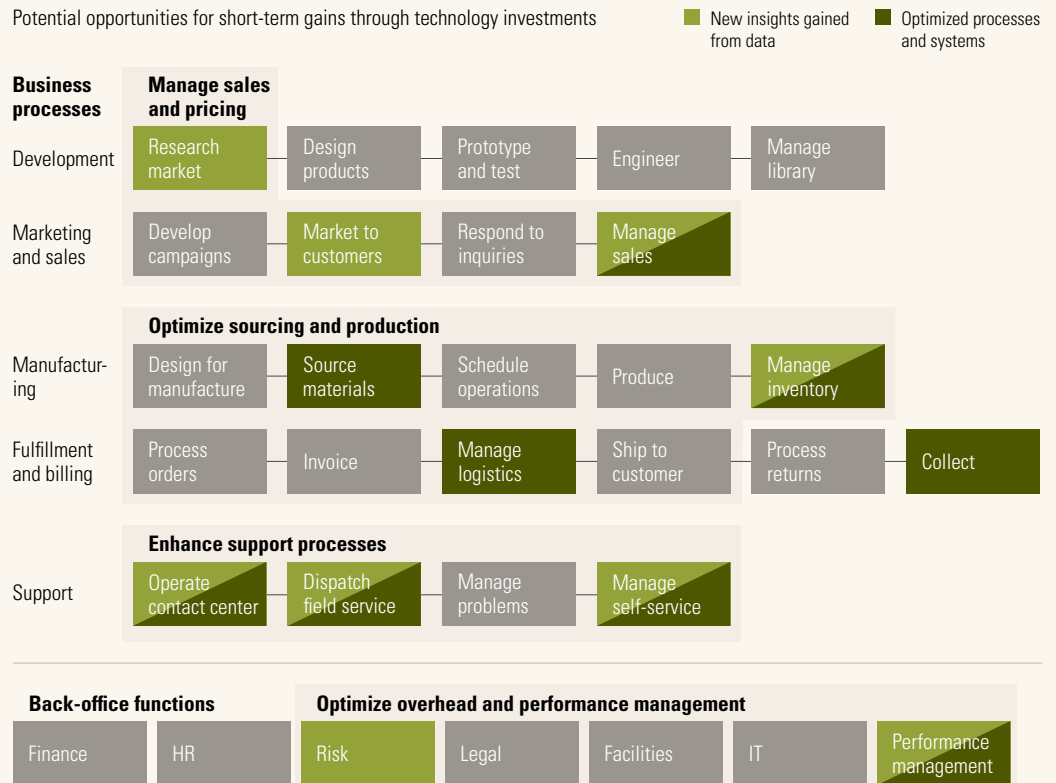 Potential opportunities for short-term gains through technology investments
New insights gained
from data
Optimized processes
and systems
Business
processes
Manage sales
and pricing
Development
Research
market
Design
products
Prototype
and test
Engineer
Manage
library
Marketing
and sales
Develop
campaigns
Market to
customers
Respond to
inquiries
Manage
sales
Optimize sourcing and production
Manufactur-
ing
Design for
manufacture
Source
materials
Schedule
operations
Produce
Manage
inventory
Fulfillment
and billing
Process
orders
Invoice
Manage
logistics
Ship to
customer
Process
returns
Collect
Enhance support processes
Support
Operate
contact center
Dispatch
field service
Manage
problems
Manage
self-service
Back-office functions
Optimize overhead and performance management
Finance
HR
Risk
Legal
Facilities
IT
Performance
management